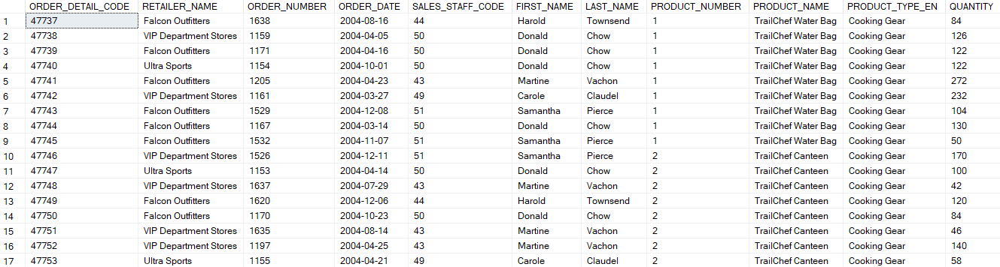 ORDER_DETAIL_CODE RETAILER_NAME ORDER_NUMBER ORDER_DATE SALES_STAFF_CODE FIRST_NAME LAST_NAME PRODUCT_NUMBER PRODUCT_NAME PRODUCT_TYPE_EN QUANTITY
1 47737 Falcon Outfitters 1638 2004-08-16 44 Harold Townsend 1 TrailChef Water Bag Cooking Gear 84
2 47738 VIP Department Stores 1159 2004-04-05 50 Donald Chow 1 TrailChef Water Bag Cooking Gear 126
3 47739 Falcon Outfitters 1171 2004-04-16 50 Donald Chow 1 TrailChef Water Bag Cooking Gear 122
4 47740 Ultra Sports 1154 2004-10-01 50 Donald Chow 1 TrailChef Water Bag Cooking Gear 122
5 47741 Falcon Outfitters 1205 2004-04-23 43 Martine Vachon 1 TrailChef Water Bag Cooking Gear 272
6 47742 VIP Department Stores 1161 2004-03-27 49 Carole Claudel 1 TrailChef Water Bag Cooking Gear 232
7 47743 Falcon Outfitters 1529 2004-12-08 51 Samantha Pierce 1 TrailChef Water Bag Cooking Gear 104
8 47744 Falcon Outfitters 1167 2004-03-14 50 Donald Chow 1 TrailChef Water Bag Cooking Gear 130
9 47745 Falcon Outfitters 1532 2004-11-07 51 Samantha Pierce 1 TrailChef Water Bag Cooking Gear 50
10 47746 VIP Department Stores 1526 2004-12-11 51 Samantha Pierce 2 TrailChef Canteen Cooking Gear 170
11 47747 Ultra Sports 1153 2004-04-14 50 Donald Chow 2 TrailChef Canteen Cooking Gear 100
12 47748 VIP Department Stores 1637 2004-07-29 43 Martine Vachon 2 TrailChef Canteen Cooking Gear 42
13 47749 Falcon Outfitters 1620 2004-12-06 44 Harold Townsend 2 TrailChef Canteen Cooking Gear 120
14 47750 Falcon Outfitters 1170 2004-10-23 50 Donald Chow 2 TrailChef Canteen Cooking Gear 84
15 47751 VIP Department Stores 1635 2004-08-14 43 Martine Vachon 2 TrailChef Canteen Cooking Gear 46
16 47752 VIP Department Stores 1197 2004-04-25 43 Martine Vachon 2 TrailChef Canteen Cooking Gear 140
17 47753 Ultra Sports 1155 2004-04-21 49 Carole Claudel 2 TrailChef Canteen Cooking Gear 58